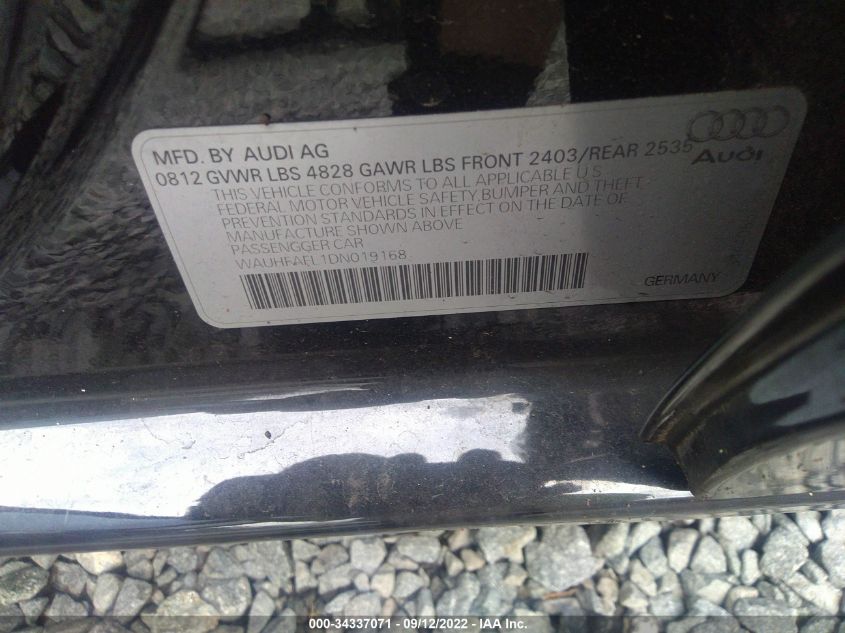 MFD. BY AUDI AG
0812 GVWR LBS 4828 GAWR LBS FRONT 2403/REAR 2535
THIS VEHICLE CONFORMS TO ALL APPLICABLE U.S.
FEDERAL MOTOR VEHICLE SAFETY,BUMPER AND THEFT
PREVENTION STANDARDS IN EFFECT ON THE DATE OF
MANUFACTURE SHOWN ABOVE
PASSENGGER CAR
WAUHFAFL1DN019168
Audi
GERMANY
000-34337071 - 09/12/2022 - IAA Inc.